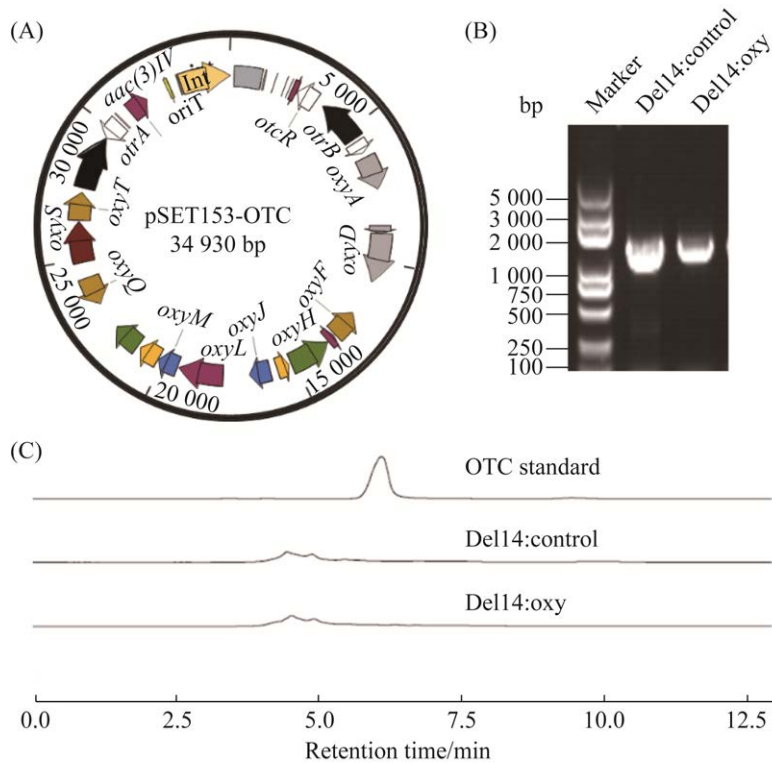 (A)
aac(3)IV
Int
oriT
otrA
5 000
otcR
otrB
oxyA
oxyD
30 000
oxyT
oxyS
pSET153-OTC
34 930 bp
25 000
oxyQ
oxyF
oxyM
oxyJ
oxyH
oxyL
15 000
20 000
(B)
bp
Marker
Del14:control
Del14:oxy
5 000
3 000
2 000
1 000
750
500
250
100
(C)
OTC standard
Del14:control
Del14:oxy
0.0 2.5 5.0 7.5 10.0 12.5
Retention time/min